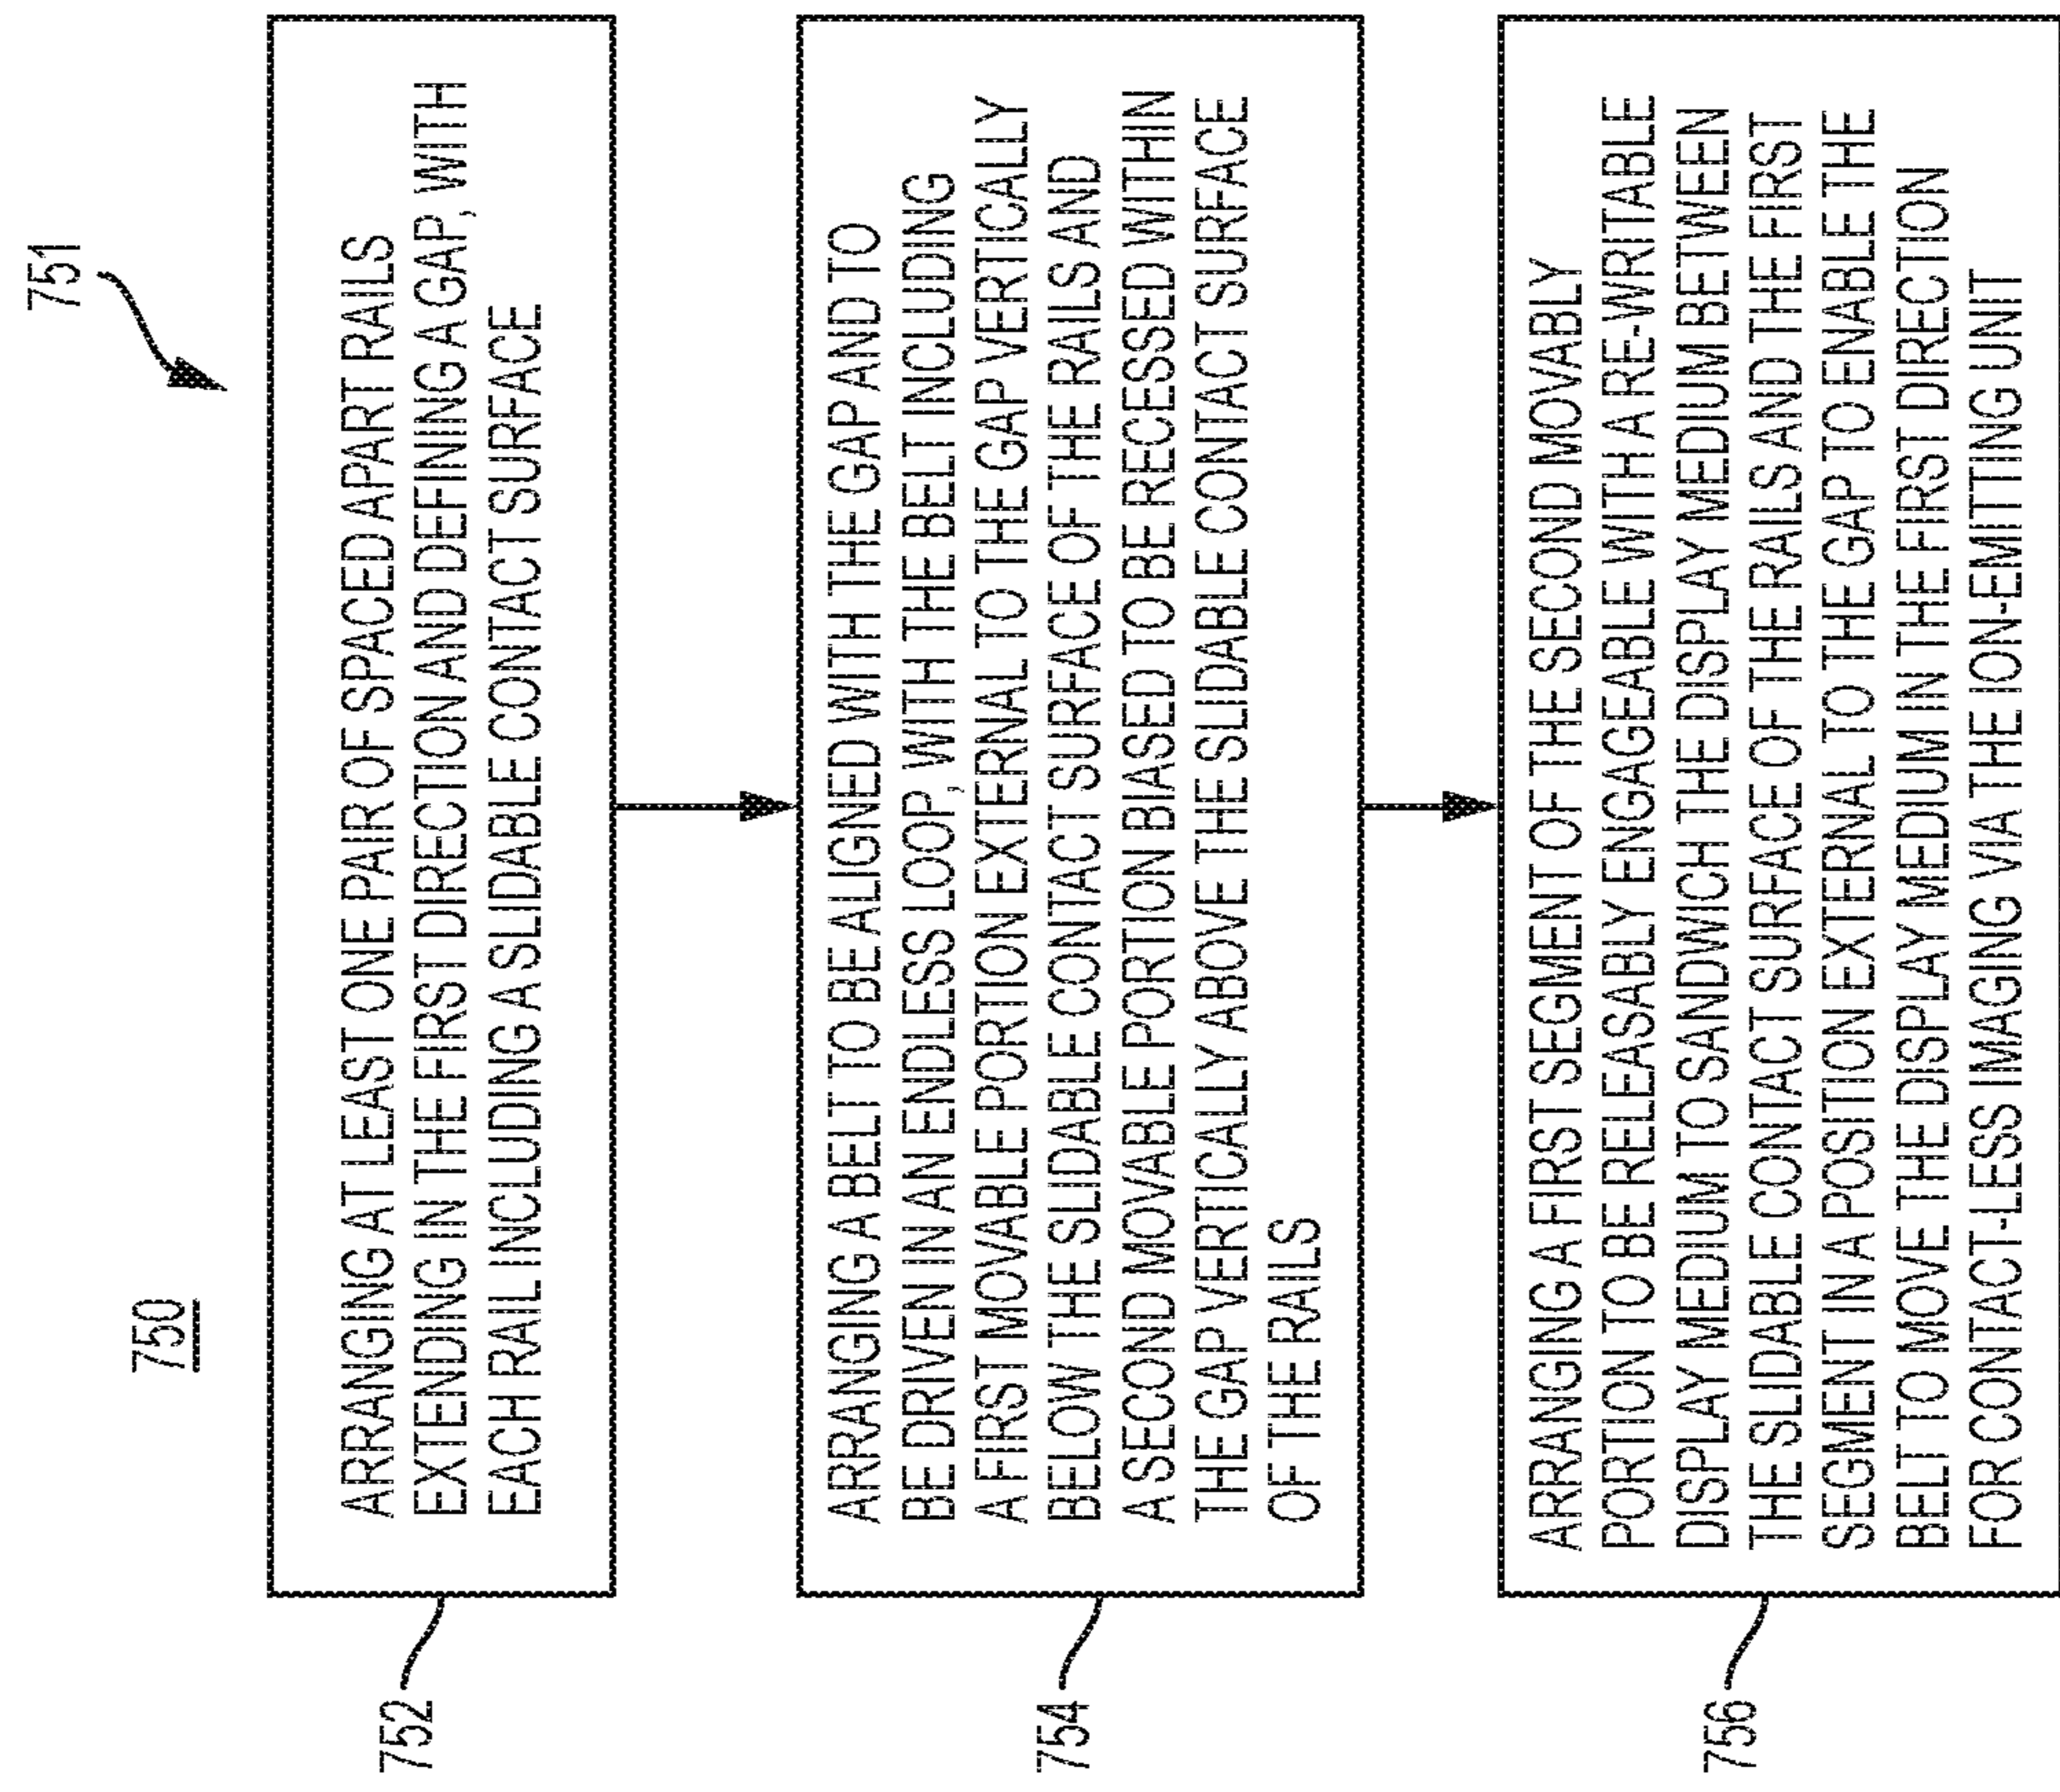 750
751
752
ARRANGING AT LEAST ONE PAIR OF SPACED APART RAILS
EXTENDING IN THE FIRST DIRECTION AND DEFINING A GAP, WITH
EACH RAIL INCLUDING A SLIDABLE CONTACT SURFACE
754
ARRANGING A BELT TO BE ALIGNED WITH THE GAP AND TO
BE DRIVEN IN AN ENDLESS LOOP, WITH THE BELT INCLUDING
A FIRST MOVABLE PORTION EXTERNAL TO THE GAP VERTICALLY
BELOW THE SLIDABLE CONTACT SURFACE OF THE RAILS AND
A SECOND MOVABLE PORTION BIASED TO BE RECESSED WITHIN
THE GAP VERTICALLY ABOVE THE SLIDABLE CONTACT SURFACE
OF THE RAILS
756
ARRANGING A FIRST SEGMENT OF THE SECOND MOVABLY
PORTION TO BE RELEASABLY ENGAGEABLE WITH A RE-WRITABLE
DISPLAY MEDIUM TO SANDWICH THE DISPLAY MEDIUM BETWEEN
THE SLIDABLE CONTACT SURFACE OF THE RAILS AND THE FIRST
SEGMENT IN A POSITION EXTERNAL TO THE GAP TO ENABLE THE
BELT TO MOVE THE DISPLAY MEDIUM IN THE FIRST DIRECTION
FOR CONTACT-LESS IMAGING VIA THE ION-EMITTING UNIT